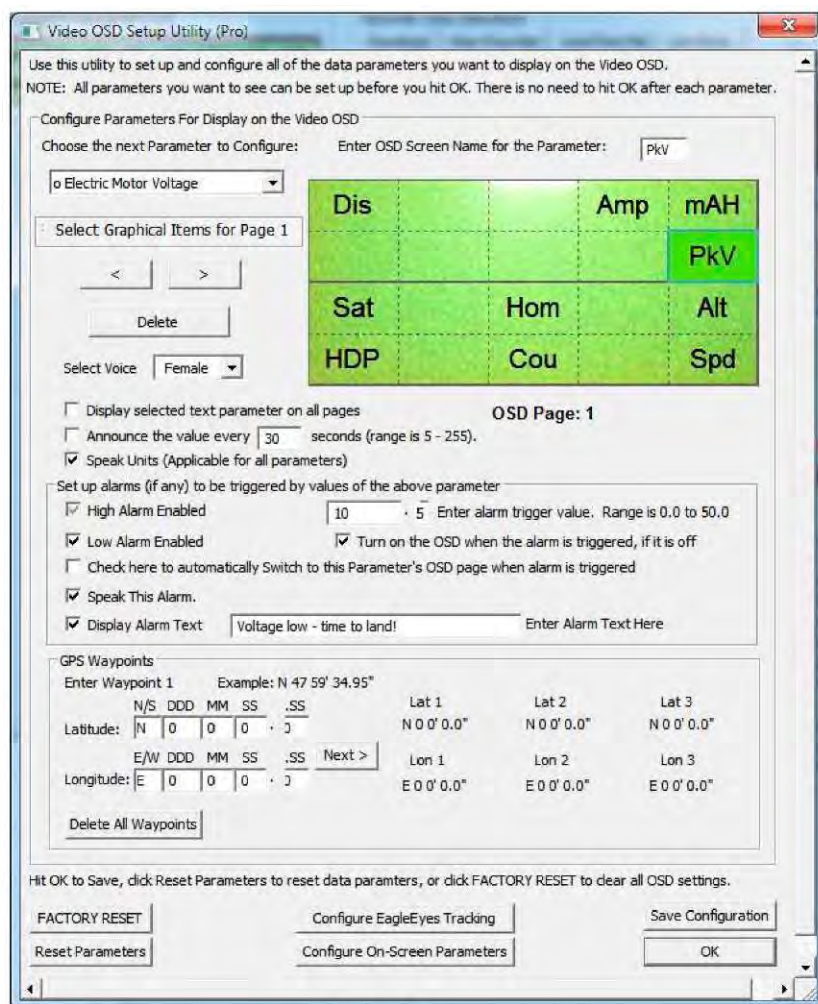 Video OSD Setup Utility (Pro)
Use this utility to set up and configure all of the data parameters you want to display on the Video OSD.
NOTE: All parameters you want to see can be set up before you hit OK. There is no need to hit OK after each parameter.
Configure Parameters For Display on the Video OSD
Choose the next Parameter to Configure: Enter OSD Screen Name for the Parameter: PkV
o Electric Motor Voltage
Select Graphical Items for Page 1
< >
Delete
Select Voice Female
Dis Amp mAH
PkV
Sat Hom Alt
HDP Cou Spd
Display selected text parameter on all pages OSD Page: 1
Announce the value every 30 seconds (range is 5 - 255).
Speak Units (Applicable for all parameters)
Set up alarms (if any) to be triggered by values of the above parameter
High Alarm Enabled 10 . 5 Enter alarm trigger value. Range is 0.0 to 50.0
Low Alarm Enabled Turn on the OSD when the alarm is triggered, if it is off
Check here to automatically Switch to this Parameter's OSD page when alarm is triggered
Speak This Alarm.
Display Alarm Text Voltage low - time to land! Enter Alarm Text Here
GPS Waypoints
Enter Waypoint 1 Example: N 47 59' 34.95"
N/S DDD MM SS .SS Lat 1 Lat 2 Lat 3
Latitude: N 0 0 0 . N 0 0' 0.0" N 0 0' 0.0" N 0 0' 0.0"
E/W DDD MM SS .SS Next > Lon 1 Lon 2 Lon 3
Longitude: E 0 0 0 . E 0 0' 0.0" E 0 0' 0.0" E 0 0' 0.0"
Delete All Waypoints
Hit OK to Save, click Reset Parameters to reset data paramters, or click FACTORY RESET to clear all OSD settings.
FACTORY RESET Configure EagleEyes Tracking Save Configuration
Reset Parameters Configure On-Screen Parameters OK